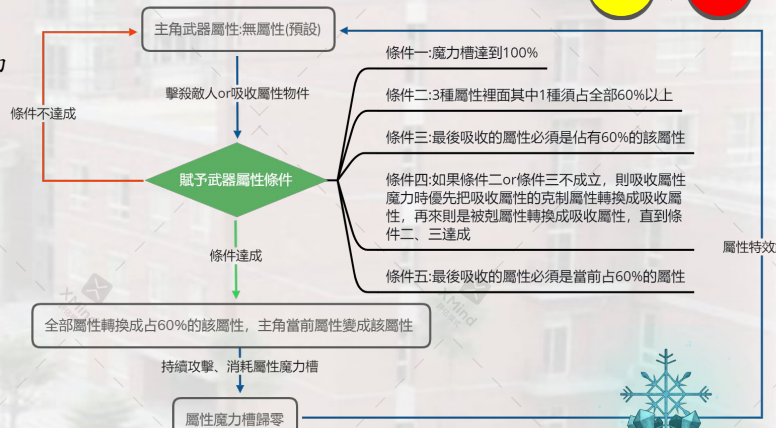 主角武器屬性:無屬性(預設)
條件一:魔力槽達到100%
擊殺敵人or吸收屬性物件
條件二:3種屬性裡面其中1種須占全部60%以上
條件不達成
條件三:最後吸收的屬性必須是佔有60%的該屬性
賦予武器屬性條件
條件四:如果條件二or條件三不成立，則吸收屬性
魔力時優先把吸收屬性的克制屬性轉換成吸收屬
性，再來則是被剋屬性轉換成吸收屬性，直到條
件二、三達成
屬性特效
條件達成
條件五:最後吸收的屬性必須是當前占60%的屬性
XMind
XMind
全部屬性轉換成占60%的該屬性，主角當前屬性變成該屬性
持續攻擊、消耗屬性魔力槽
屬性魔力槽歸零